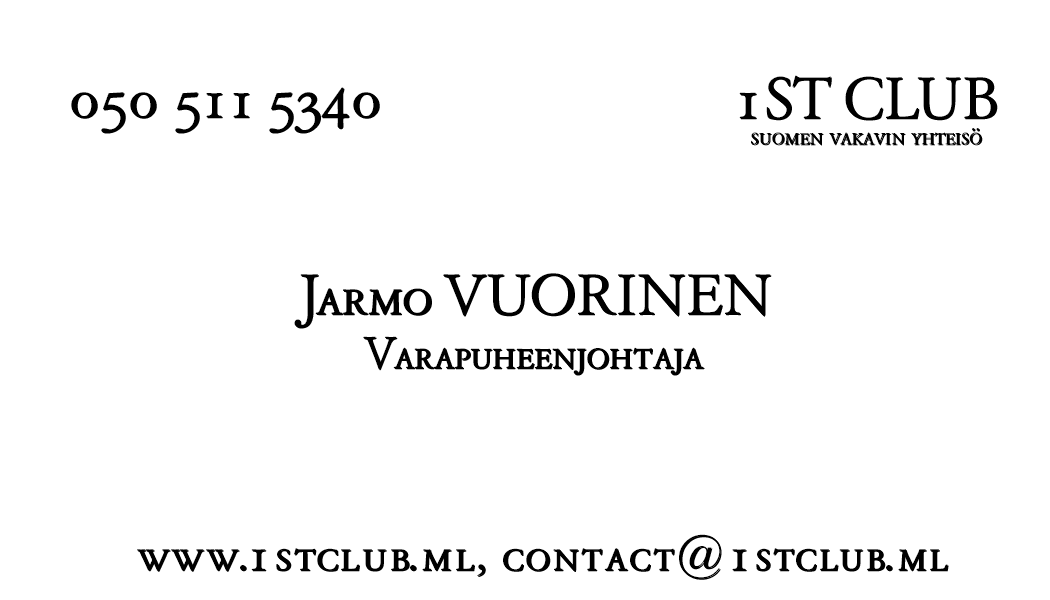 050 511 5340
1ST CLUB
SUOMEN VAKAVIN YHTEISÖ
JARMO VUORINEN
VARAPUHEENJOHTAJA
WWW.1STCLUB.ML, CONTACT@1STCLUB.ML